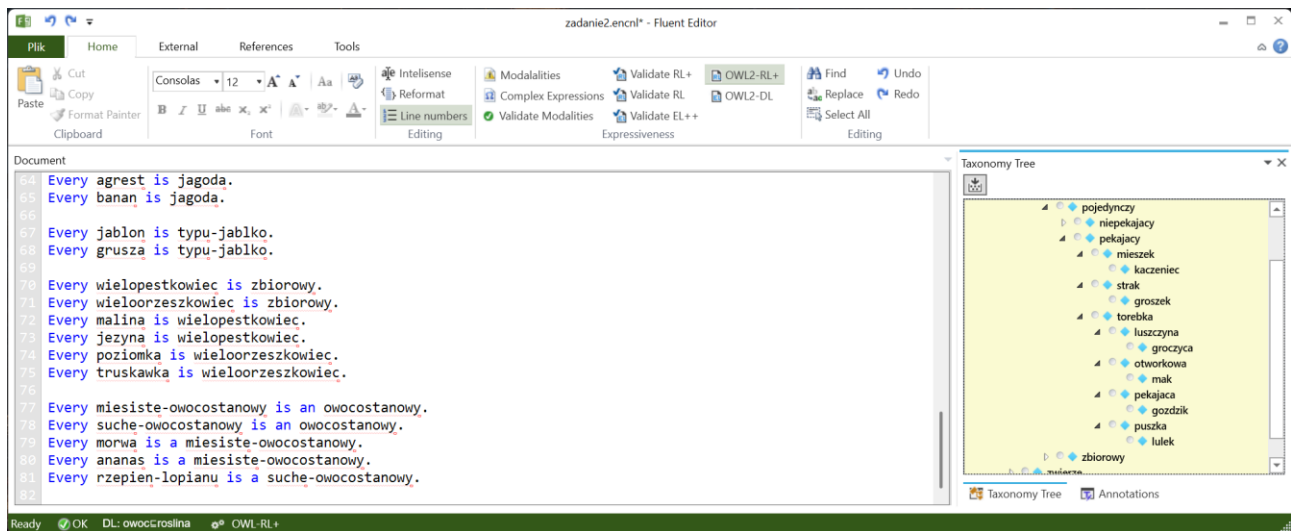 zadanie2.encnl* - Fluent Editor
Plik Home External References Tools
Paste
Cut
Copy
Format Painter
Clipboard
Consolas 12 A A Aa
B I U abc X, X² A
Font
Intelisense
Reformat
Line numbers
Editing
Modalalities
Complex Expressions
Validate Modalities
Validate RL+
Validate RL
Validate EL++
OWL2-RL+
OWL2-DL
Expressiveness
Find
Replace
Select All
Undo
Redo
Editing
Document
64 Every agrest is jagoda.
65 Every banan is jagoda.
66
67 Every jablon is typu-jablko.
68 Every grusza is typu-jablko.
69
70 Every wielopestkowiec is zbiorowy.
71 Every wieloorzeszkowiec is zbiorowy.
72 Every malina is wielopestkowiec.
73 Every jezyna is wielopestkowiec.
74 Every poziomka is wieloorzeszkowiec.
75 Every truskawka is wieloorzeszkowiec.
76
77 Every miesiste-owocostanowy is an owocostanowy.
78 Every suche-owocostanowy is an owocostanowy.
79 Every morwa is a miesiste-owocostanowy.
80 Every ananas is a miesiste-owocostanowy.
81 Every rzepien-lopianu is a suche-owocostanowy.
82
Taxonomy Tree
pojedynczy
niepekajacy
pekajacy
mieszek
kaczeniec
strak
groszek
torebka
luszczyna
groczyca
otworkowa
mak
pekajaca
gozdzik
puszka
lulek
zbiorowy
Taxonomy Tree Annotations
Ready OK DL: owoc⊑roslina OWL-RL+